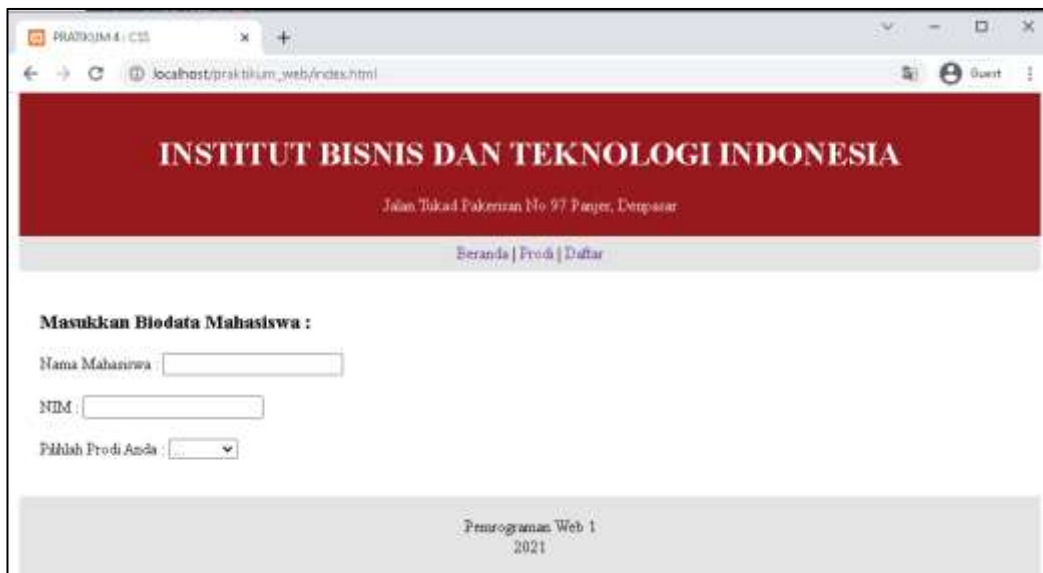 PRATIKUM 4 : CSS
localhost/praktikum_web/index.html
Guest
INSTITUT BISNIS DAN TEKNOLOGI INDONESIA
Jalan Tukad Pakerisan No 97 Panjer, Denpasar
Beranda | Prodi | Daftar
Masukkan Biodata Mahasiswa :
Nama Mahasiswa :
NIM :
Pilihlah Prodi Anda : ...
Pemrograman Web 1
2021